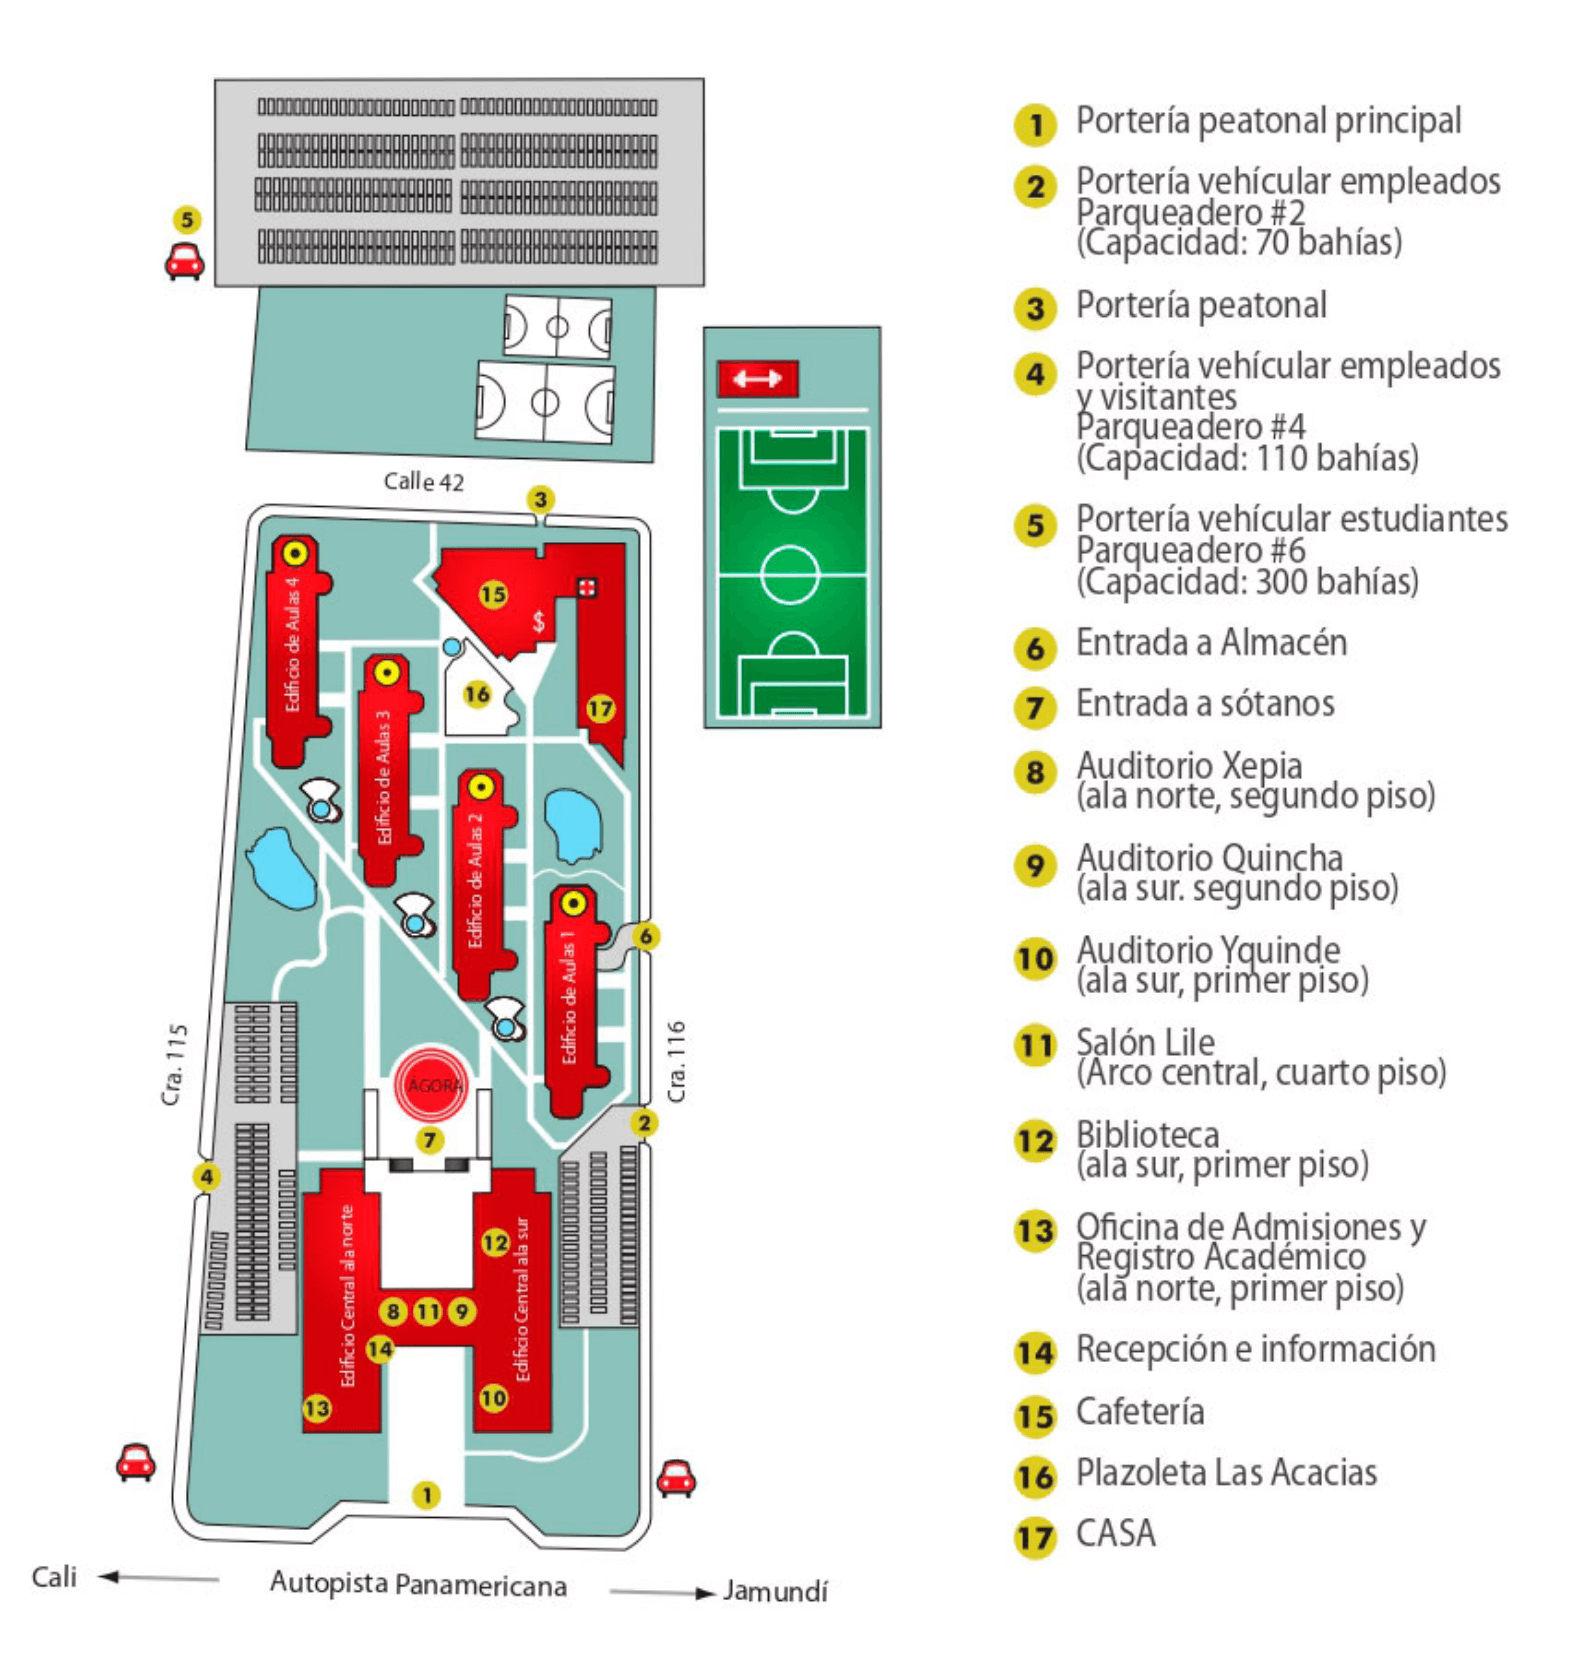 5
Calle 42
3
Edificio de Aulas 4
15
$
Edificio de Aulas 3
16
17
Edificio de Aulas 2
Edificio de Aulas 1
6
Cra. 115
Cra. 116
ÁGORA
7
2
4
Edificio Central ala norte
12
Edificio Central ala sur
8 11 9
14
13
10
1
Cali
Autopista Panamericana
Jamundí
1 Portería peatonal principal
2 Portería vehícular empleados
Parqueadero #2
(Capacidad: 70 bahías)
3 Portería peatonal
4 Portería vehícular empleados
y visitantes
Parqueadero #4
(Capacidad: 110 bahías)
5 Portería vehícular estudiantes
Parqueadero #6
(Capacidad: 300 bahías)
6 Entrada a Almacén
7 Entrada a sótanos
8 Auditorio Xepia
(ala norte, segundo piso)
9 Auditorio Quincha
(ala sur. segundo piso)
10 Auditorio Yquinde
(ala sur, primer piso)
11 Salón Lile
(Arco central, cuarto piso)
12 Biblioteca
(ala sur, primer piso)
13 Oficina de Admisiones y
Registro Académico
(ala norte, primer piso)
14 Recepción e información
15 Cafetería
16 Plazoleta Las Acacias
17 CASA